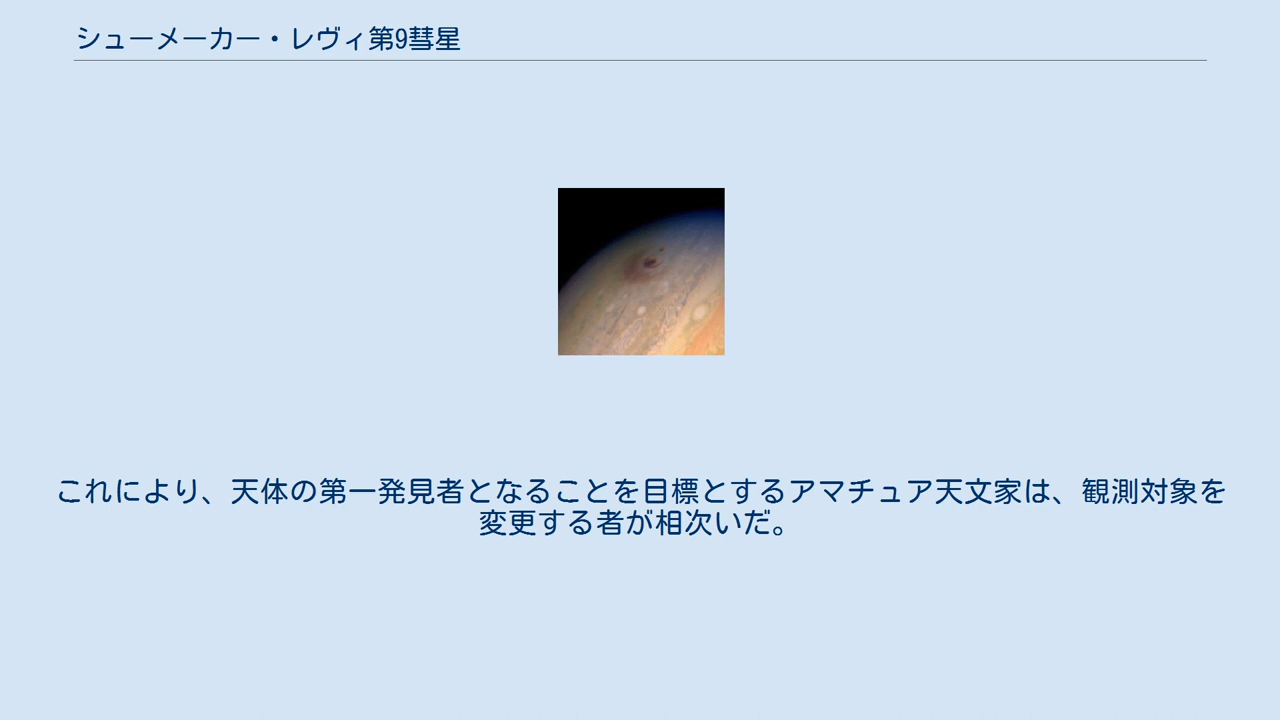 シューメーカー・レヴィ第9彗星
これにより、天体の第一発見者となることを目標とするアマチュア天文家は、観測対象を
変更する者が相次いだ。